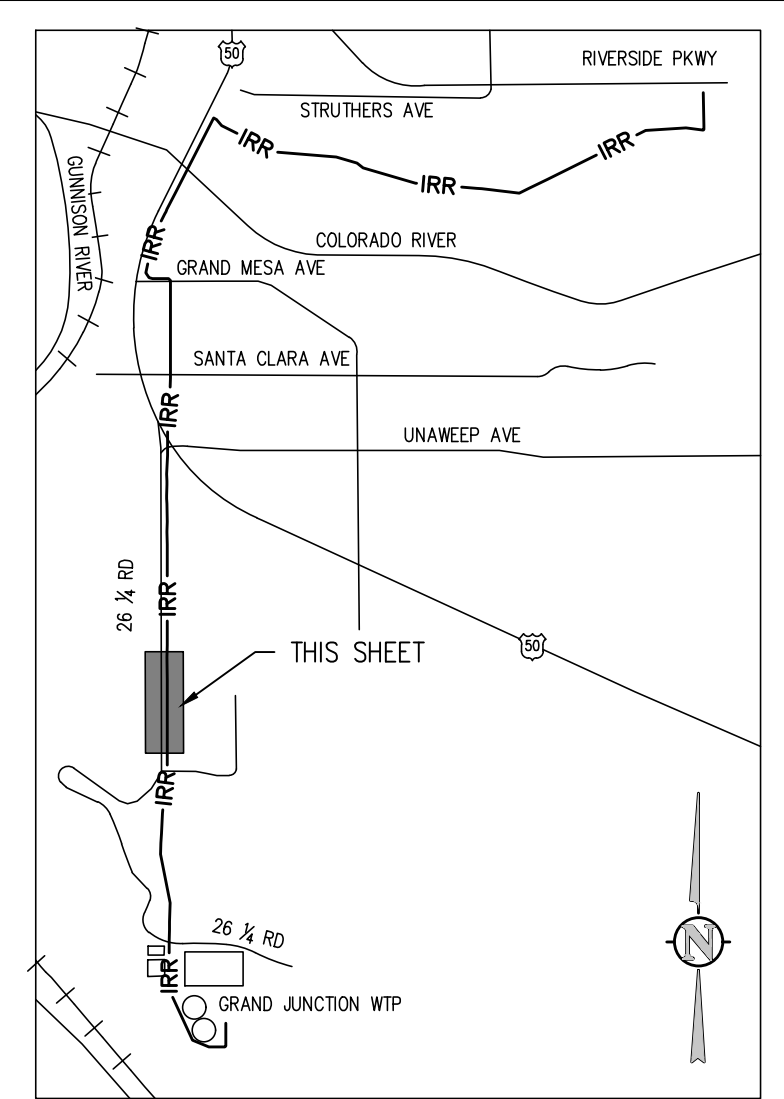 50
RIVERSIDE PKWY
STRUTHERS AVE
IRR
IRR
IRR
GUNNISON RIVER
IRR
COLORADO RIVER
GRAND MESA AVE
SANTA CLARA AVE
IRR
UNAWEEP AVE
26 ¼ RD
IRR
50
THIS SHEET
IRR
26 ¼ RD
N
IRR
GRAND JUNCTION WTP